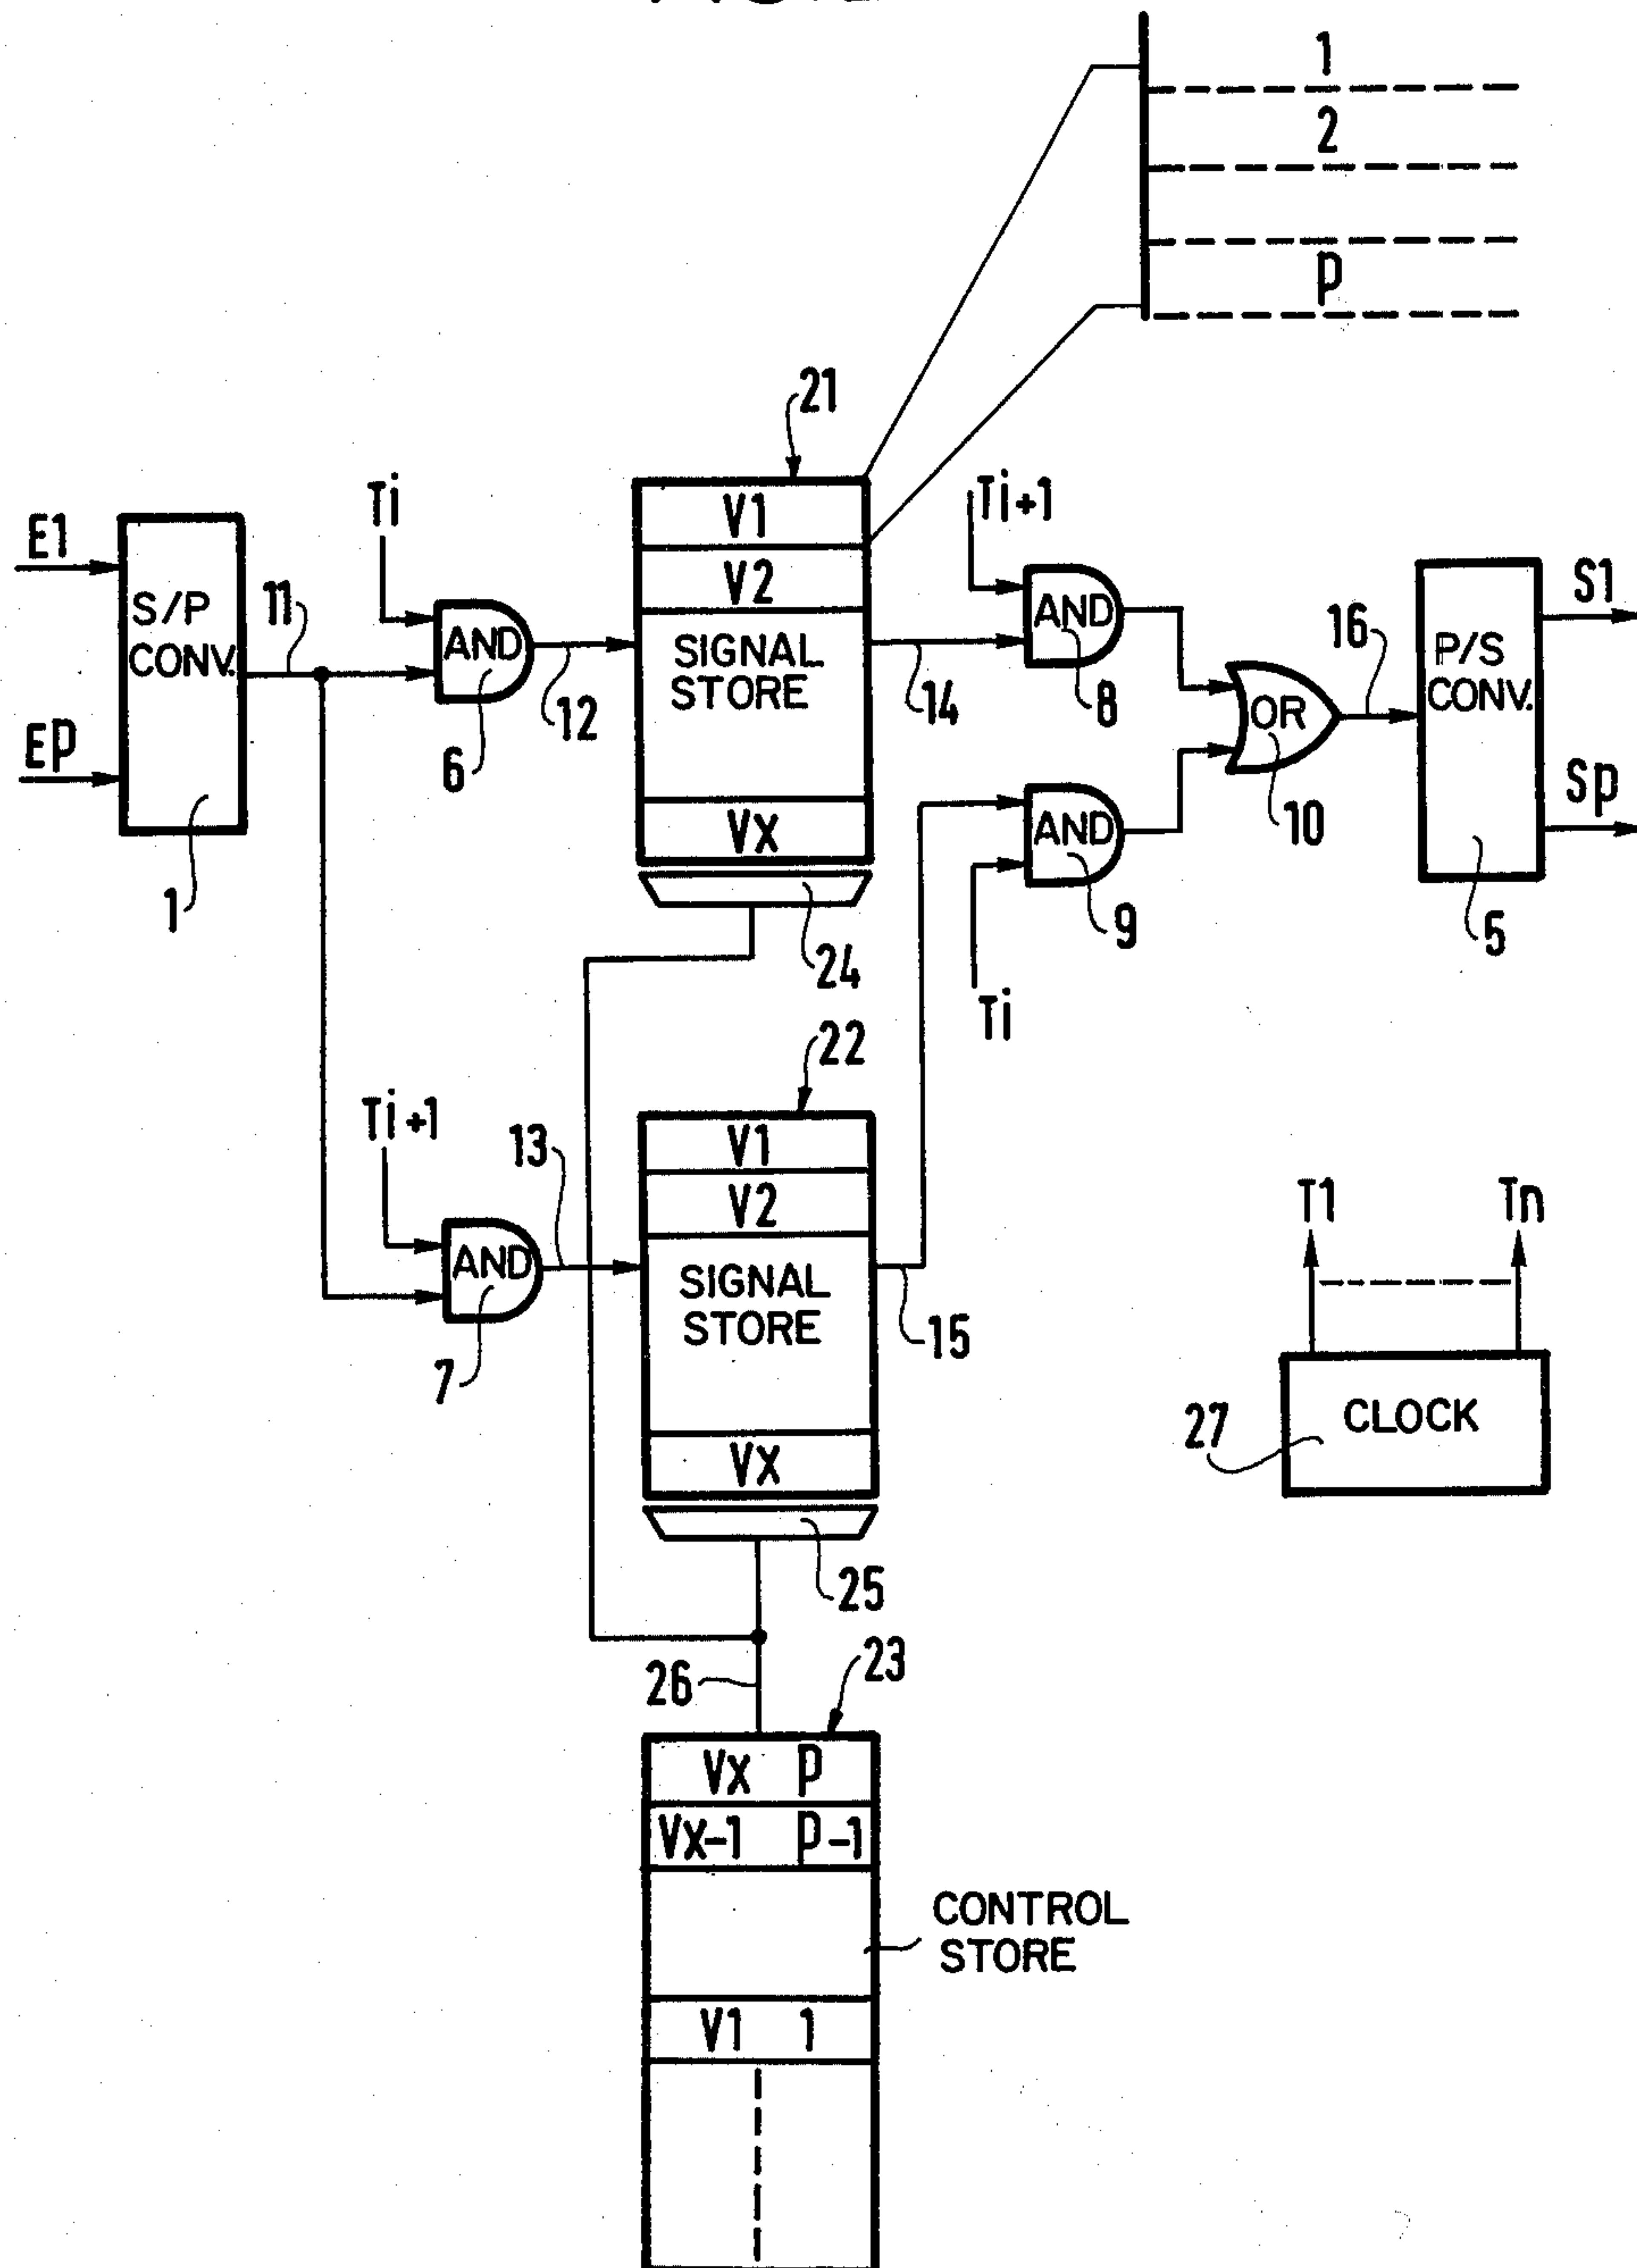 1
2
P
21
Ti
V1
Ti+1
E1
S1
11
V2
AND
S/P
CONV.
AND
16
P/S
CONV.
SIGNAL
STORE
12
14
8
OR
6
EP
10
Sp
1
VX
AND
5
24
9
Ti
22
Ti+1
V1
13
V2
T1
Tn
AND
SIGNAL
STORE
15
7
CLOCK
27
VX
25
26
23
VX P
VX-1 P-1
CONTROL
STORE
V1 1